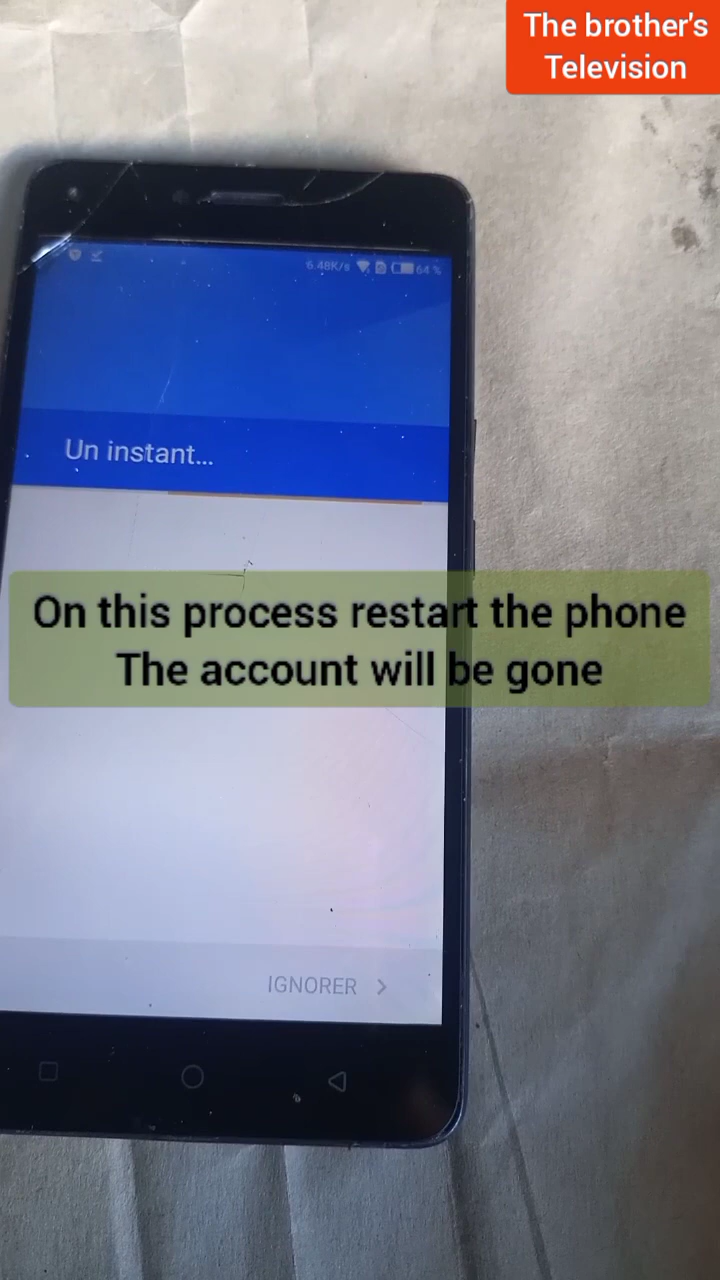 The brother's
Television
6.48K/s 64 %
Un instant...
On this process restart the phone
The account will be gone
IGNORER